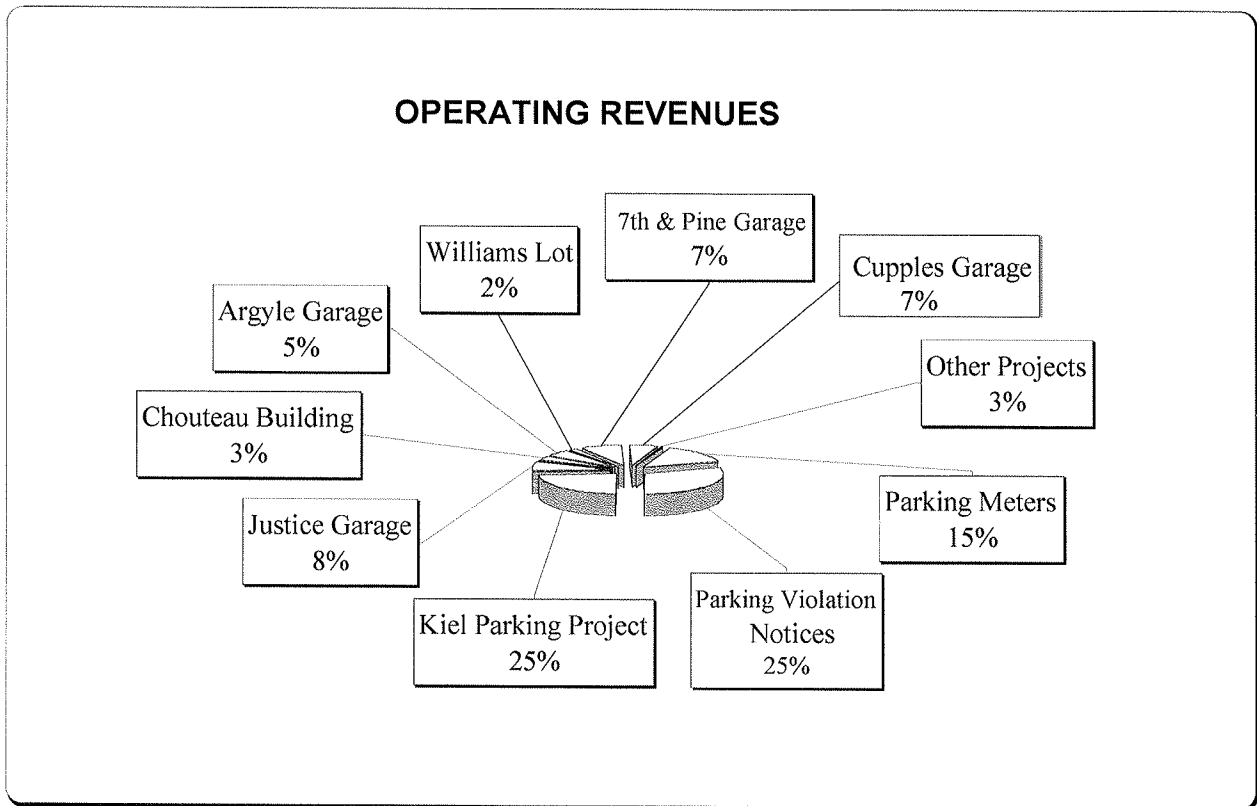 OPERATING REVENUES
7th & Pine Garage
7%
Williams Lot
2%
Cupples Garage
7%
Argyle Garage
5%
Other Projects
3%
Chouteau Building
3%
Parking Meters
15%
Justice Garage
8%
Parking Violation
Notices
25%
Kiel Parking Project
25%